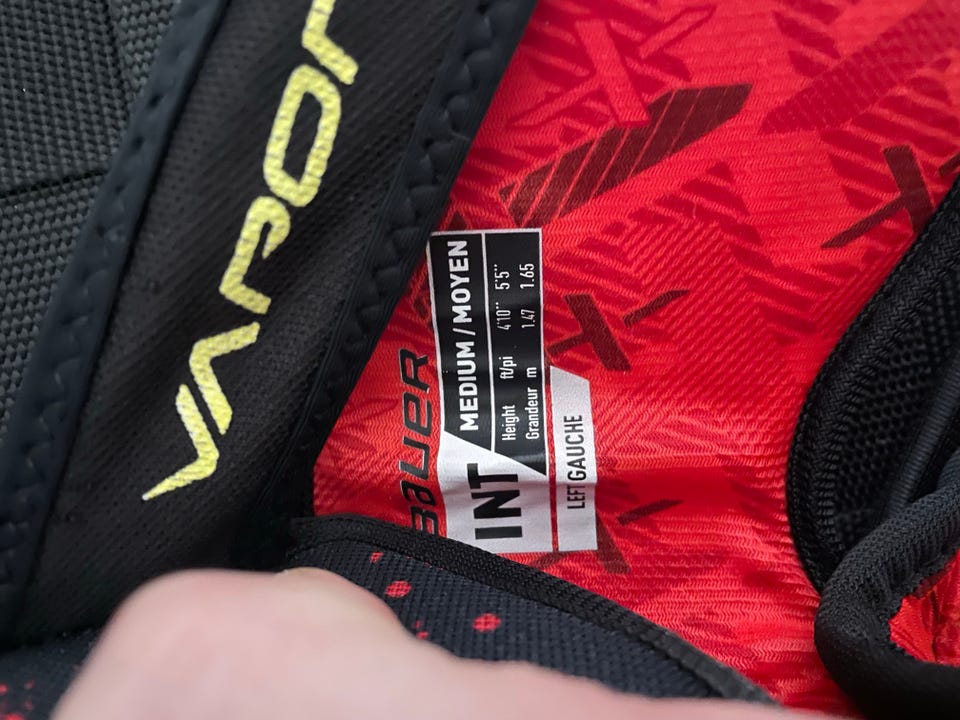 VAPOR
BAUER
INT
MEDIUM / MOYEN
Height ft/pi 4'10'' 5'5''
Grandeur m 1.47 1.65
LEFT GAUCHE